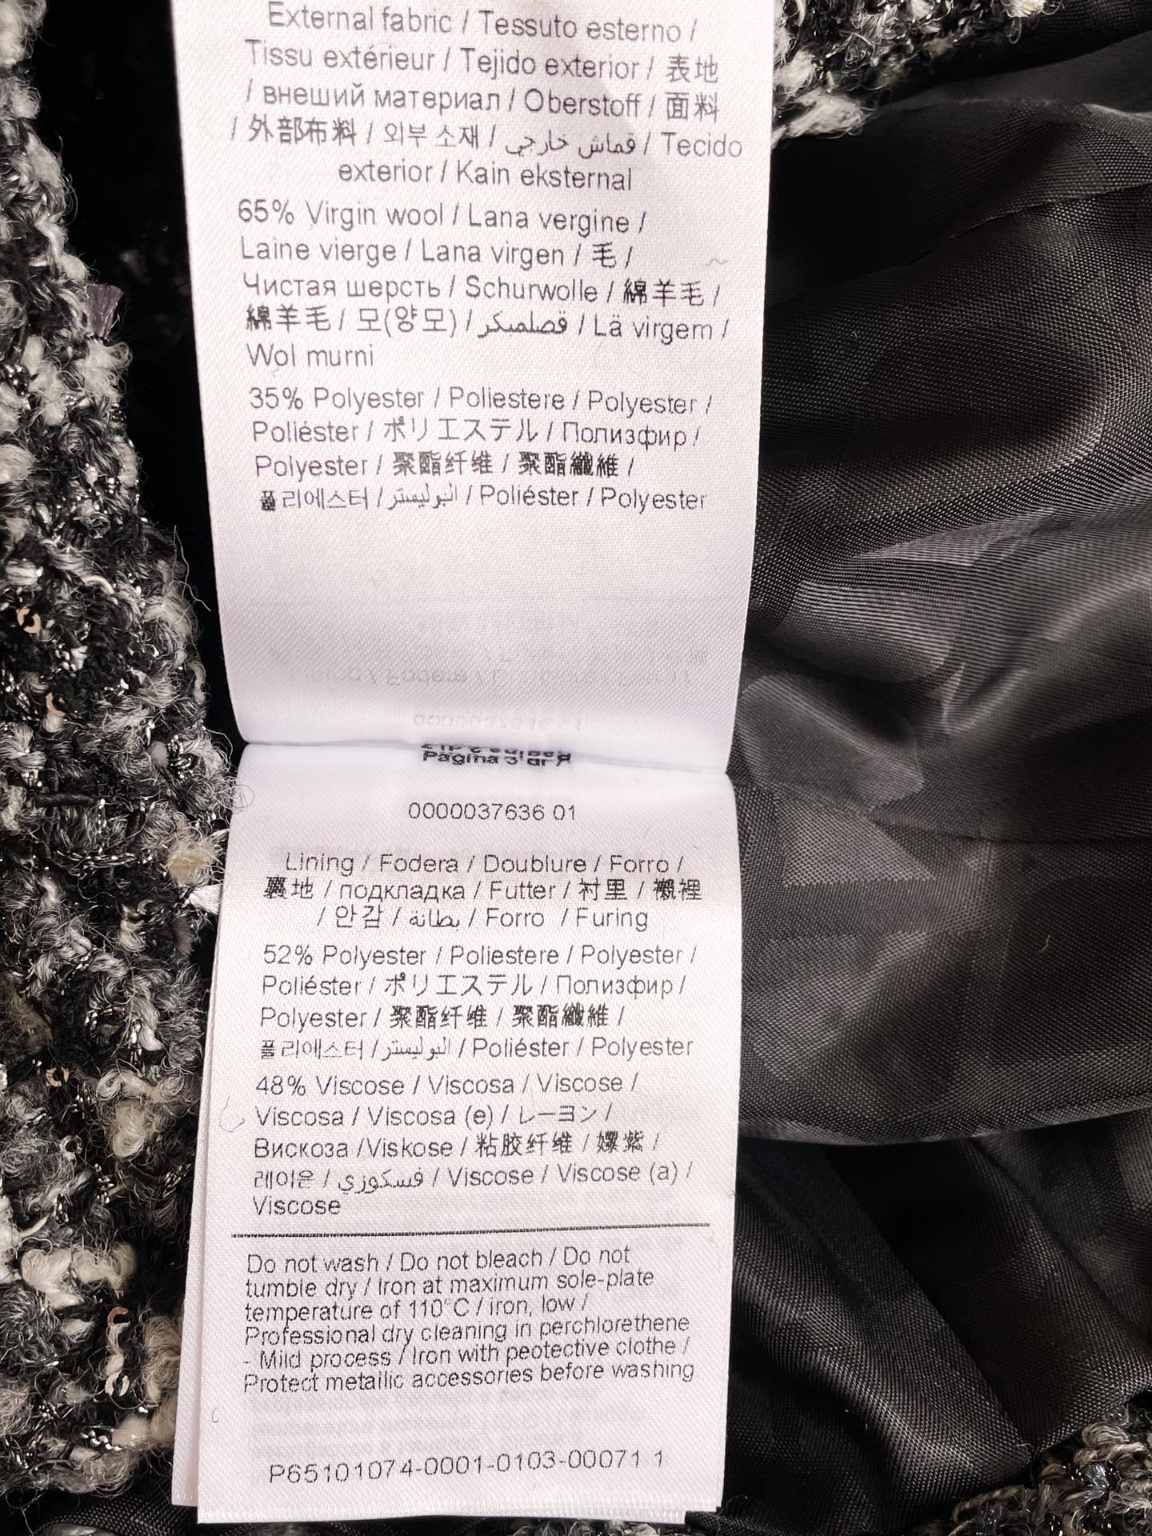 External fabric / Tessuto esterno /
Tissu extérieur / Tejido exterior / 表地
/ внеший материал / Oberstoff / 面料
/ 外部布料 / 외부 소재 / قماش خارجي / Tecido
exterior / Kain eksternal
65% Virgin wool / Lana vergine /
Laine vierge / Lana virgen / 毛 /
Чистая шерсть / Schurwolle / 綿羊毛 /
綿羊毛 / 모(양모) / / Lä virgem /
Wol murni
35% Polyester / Poliestere / Polyester /
Poliéster / ポリエステル / Полиэфир /
Polyester / 聚酯纤维 / 聚酯纖維 /
폴리에스터 / البوليستر / Poliéster / Polyester
0000037636 01
Lining / Fodera / Doublure / Forro /
裏地 / подкладка / Futter / 衬里 / 襯裡
/ 안감 / بطانة / Forro / Furing
52% Polyester / Poliestere / Polyester /
Poliéster / ポリエステル / Полиэфир /
Polyester / 聚酯纤维 / 聚酯纖維 /
폴리에스터 / البوليستر / Poliéster / Polyester
48% Viscose / Viscosa / Viscose /
Viscosa / Viscosa (e) / レーヨン /
Вискоза /Viskose / 粘胶纤维 / 嫘紫 /
레이온 / فسكوزي / Viscose / Viscose (a) /
Viscose
Do not wash / Do not bleach / Do not
tumble dry / Iron at maximum sole-plate
temperature of 110°C / iron, low /
Professional dry cleaning in perchlorethene
- Mild process / Iron with peotective clothe /
Protect metallic accessories before washing
P65101074-0001-0103-00071 1